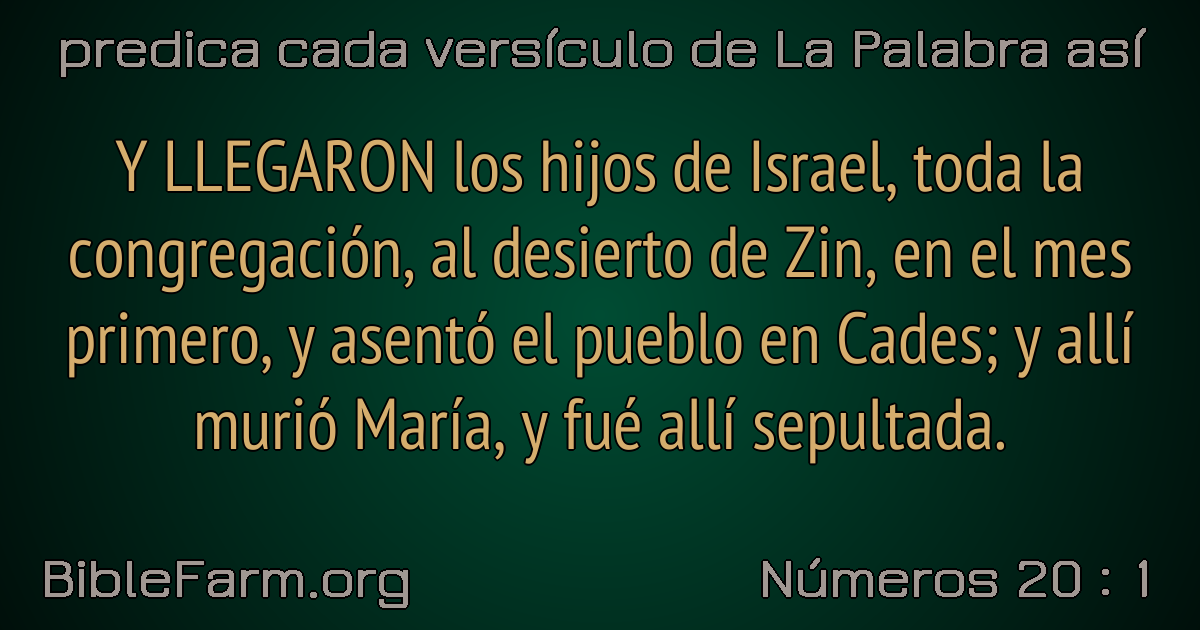 predica cada versículo de La Palabra así
Y LLEGARON los hijos de Israel, toda la
congregación, al desierto de Zin, en el mes
primero, y asentó el pueblo en Cades; y allí
murió María, y fué allí sepultada.
BibleFarm.org
Números 20 : 1